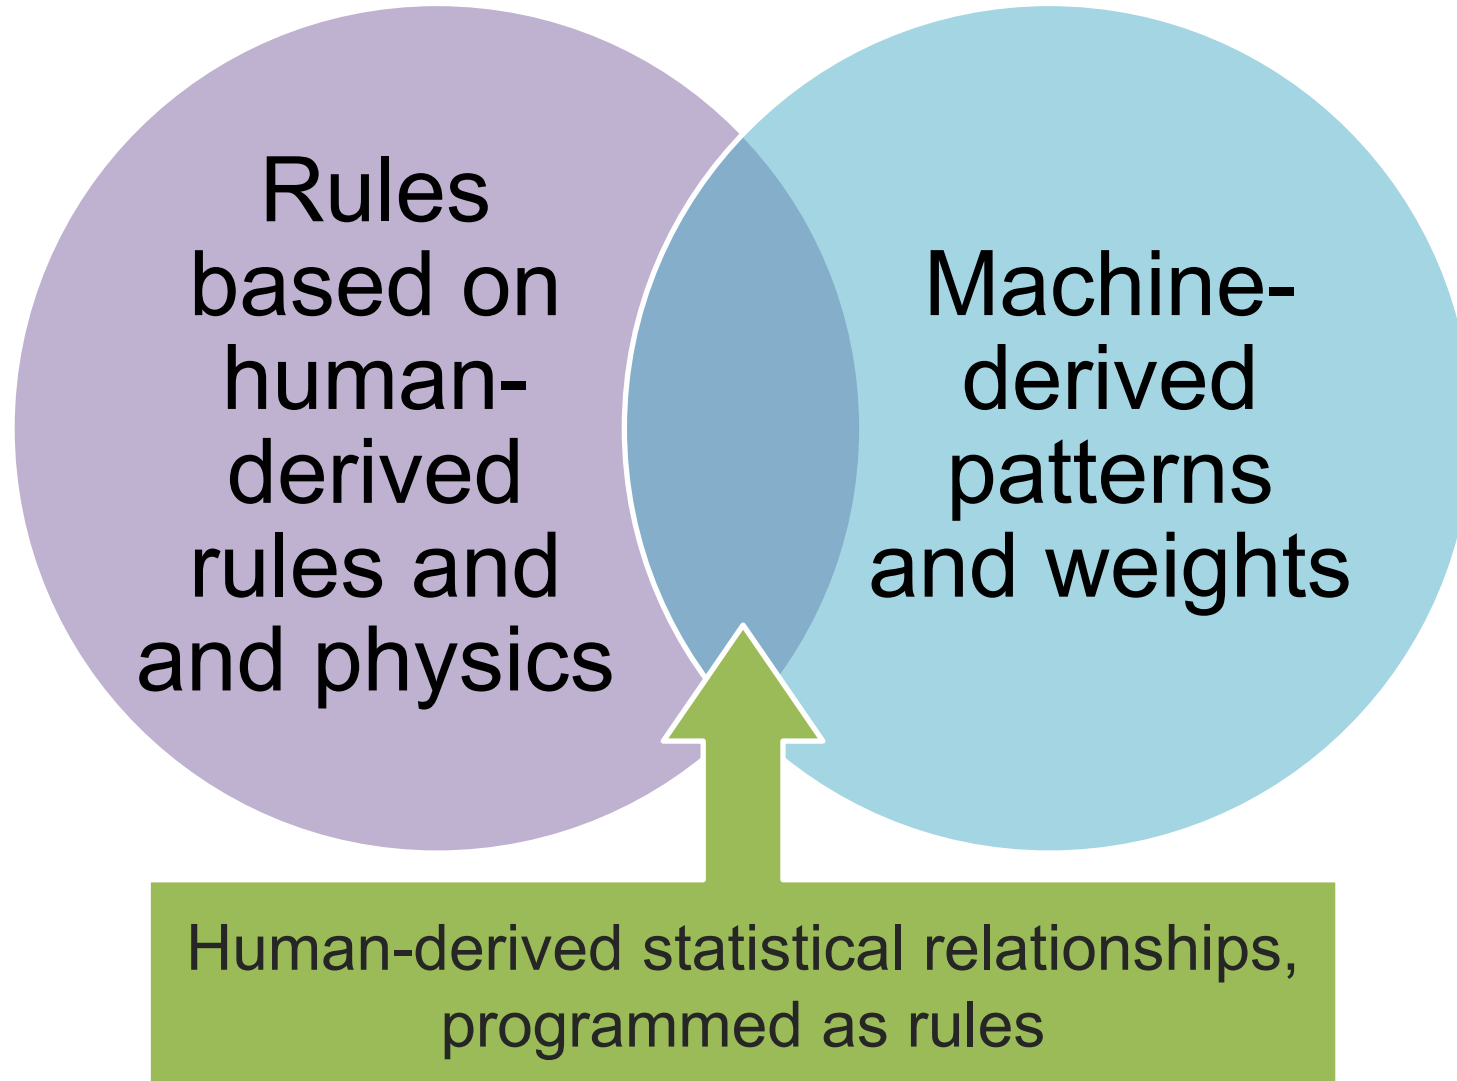 Rules
based on
human-
derived
rules and
and physics
Machine-
derived
patterns
and weights
Human-derived statistical relationships,
programmed as rules